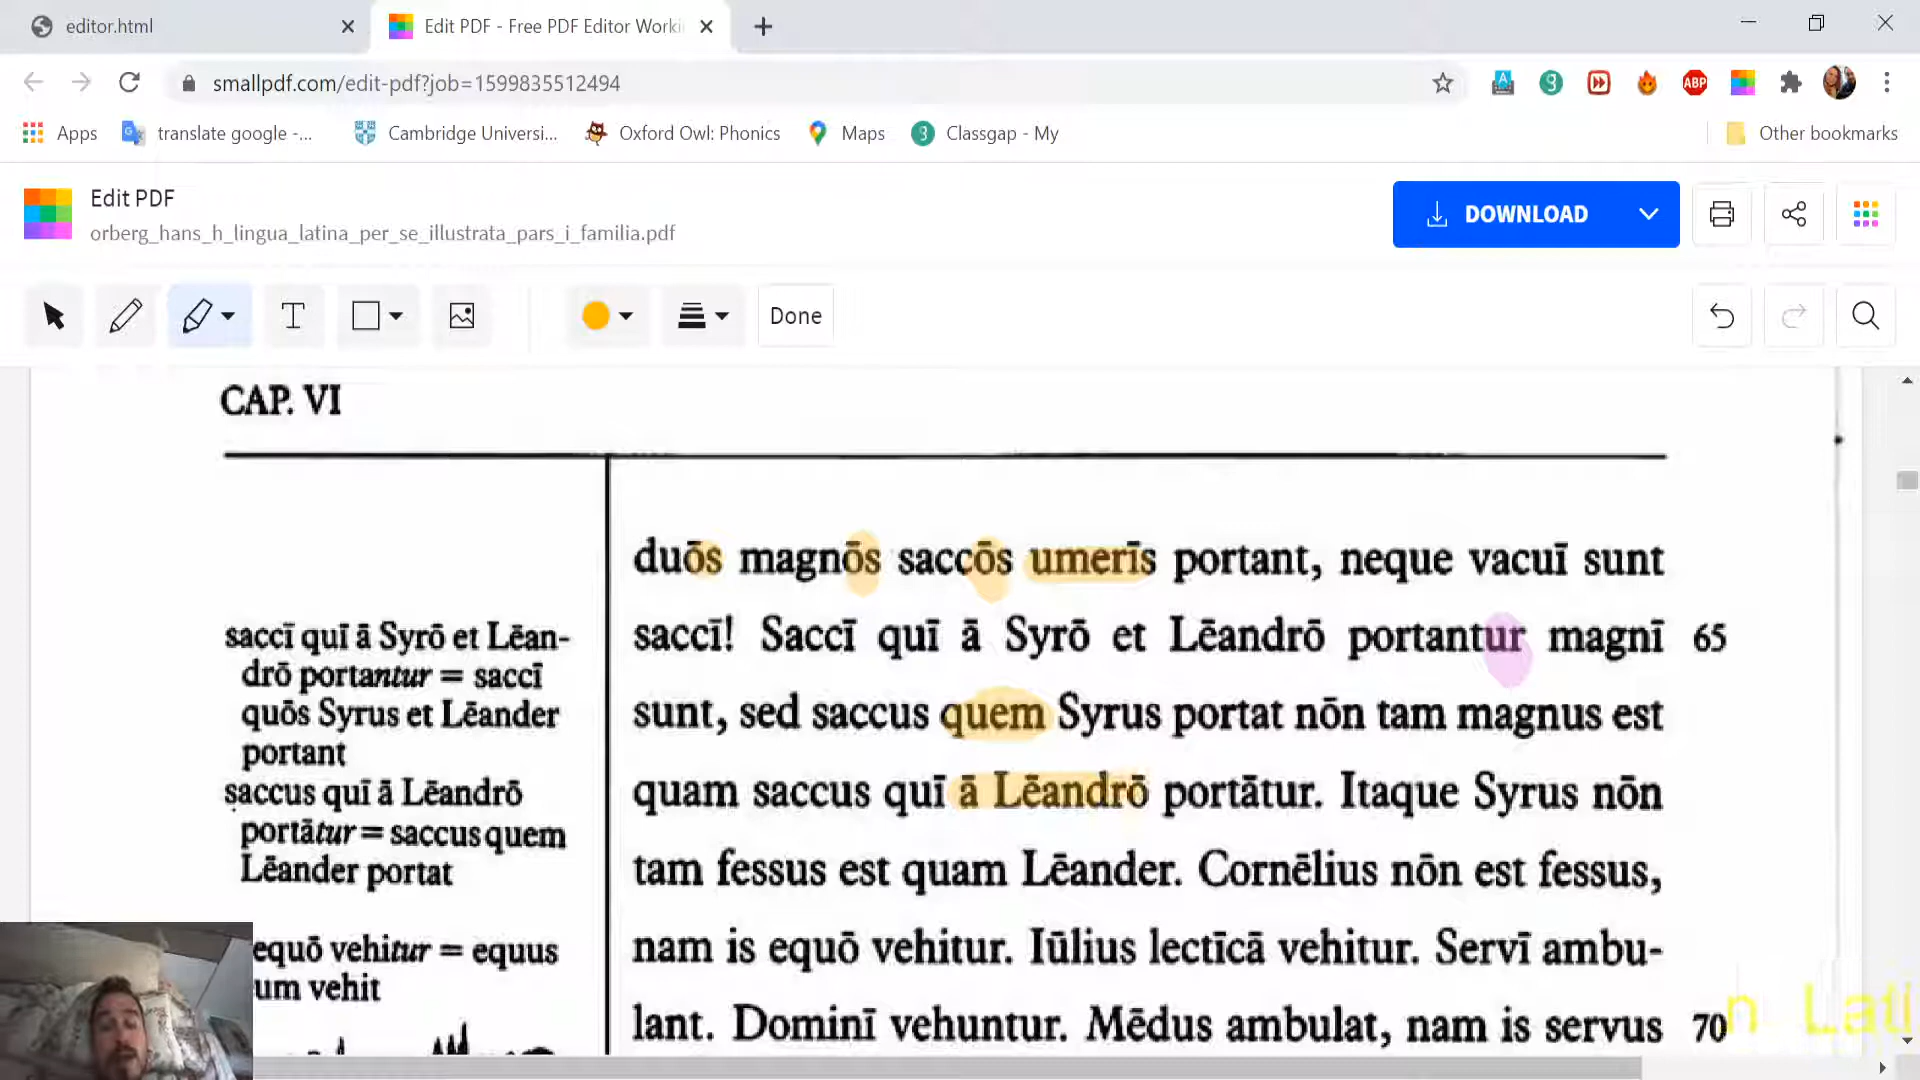 editor.html
Edit PDF - Free PDF Editor Worki
smallpdf.com/edit-pdf?job=1599835512494
ABP
Apps
translate google -...
Cambridge Universi...
Oxford Owl: Phonics
Maps
Classgap - My
Other bookmarks
Edit PDF
orberg_hans_h_lingua_latina_per_se_illustrata_pars_i_familia.pdf
DOWNLOAD
Done
CAP. VI
saccī quī ā Syrō et Lēan-
drō portantur = saccī
quōs Syrus et Lēander
portant
saccus quī ā Lēandrō
portātur = saccus quem
Lēander portat
equō vehitur = equus
um vehit
duōs magnōs saccōs umerīs portant, neque vacuī sunt
saccī! Saccī quī ā Syrō et Lēandrō portantur magnī 65
sunt, sed saccus quem Syrus portat nōn tam magnus est
quam saccus quī ā Lēandrō portātur. Itaque Syrus nōn
tam fessus est quam Lēander. Cornēlius nōn est fessus,
nam is equō vehitur. Iūlius lectīcā vehitur. Servī ambu-
lant. Dominī vehuntur. Mēdus ambulat, nam is servus 70
n Lati